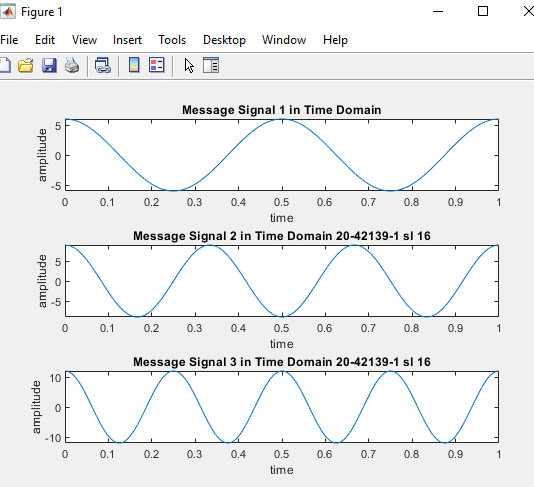 Figure 1
File Edit View Insert Tools Desktop Window Help
Message Signal 1 in Time Domain
amplitude
5
0
-5
0 0.1 0.2 0.3 0.4 0.5 0.6 0.7 0.8 0.9 1
time
Message Signal 2 in Time Domain 20-42139-1 sl 16
amplitude
5
0
-5
0 0.1 0.2 0.3 0.4 0.5 0.6 0.7 0.8 0.9 1
time
Message Signal 3 in Time Domain 20-42139-1 sl 16
amplitude
10
0
-10
0 0.1 0.2 0.3 0.4 0.5 0.6 0.7 0.8 0.9 1
time